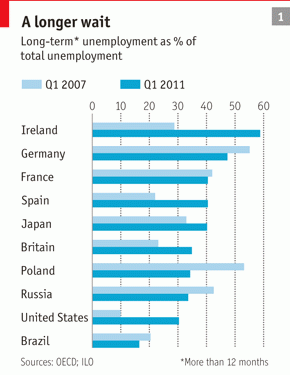 1
A longer wait
Long-term* unemployment as % of
total unemployment
Q1 2007 Q1 2011
0 10 20 30 40 50 60
Ireland
Germany
France
Spain
Japan
Britain
Poland
Russia
United States
Brazil
Sources: OECD; ILO *More than 12 months